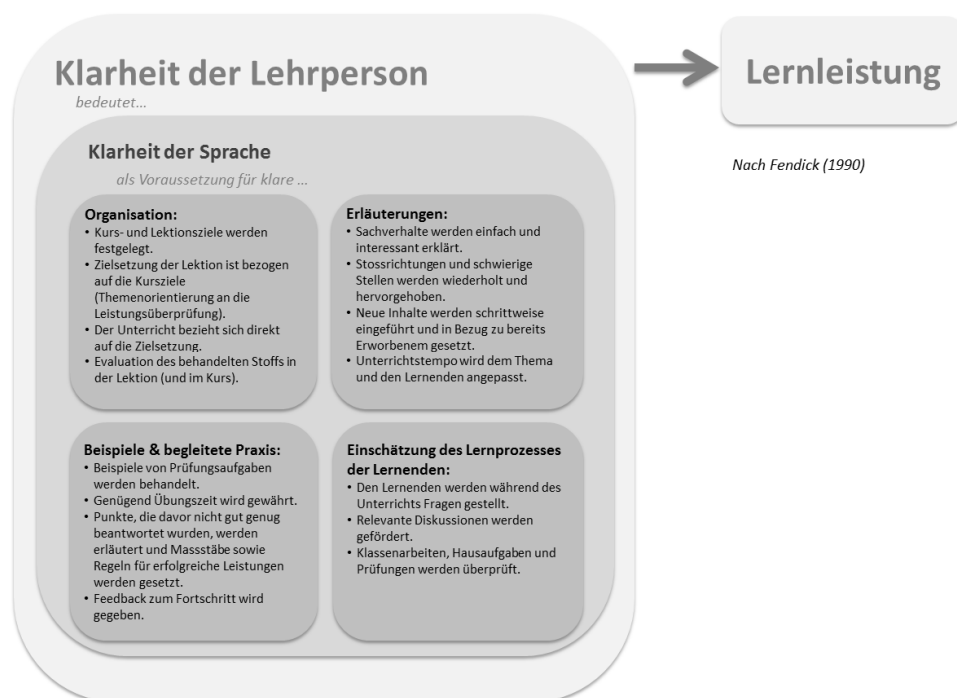 Klarheit der Lehrperson
bedeutet...
Klarheit der Sprache
als Voraussetzung für klare ...
Organisation:
• Kurs- und Lektionsziele werden
festgelegt.
• Zielsetzung der Lektion ist bezogen
auf die Kursziele
(Themenorientierung an die
Leistungsüberprüfung).
• Der Unterricht bezieht sich direkt
auf die Zielsetzung.
• Evaluation des behandelten Stoffs in
der Lektion (und im Kurs).
Erläuterungen:
• Sachverhalte werden einfach und
interessant erklärt.
• Stossrichtungen und schwierige
Stellen werden wiederholt und
hervorgehoben.
• Neue Inhalte werden schrittweise
eingeführt und in Bezug zu bereits
Erworbenem gesetzt.
• Unterrichtstempo wird dem Thema
und den Lernenden angepasst.
Beispiele & begleitete Praxis:
• Beispiele von Prüfungsaufgaben
werden behandelt.
• Genügend Übungszeit wird gewährt.
• Punkte, die davor nicht gut genug
beantwortet wurden, werden
erläutert und Massstäbe sowie
Regeln für erfolgreiche Leistungen
werden gesetzt.
• Feedback zum Fortschritt wird
gegeben.
Einschätzung des Lernprozesses
der Lernenden:
• Den Lernenden werden während des
Unterrichts Fragen gestellt.
• Relevante Diskussionen werden
gefördert.
• Klassenarbeiten, Hausaufgaben und
Prüfungen werden überprüft.
Lernleistung
Nach Fendick (1990)